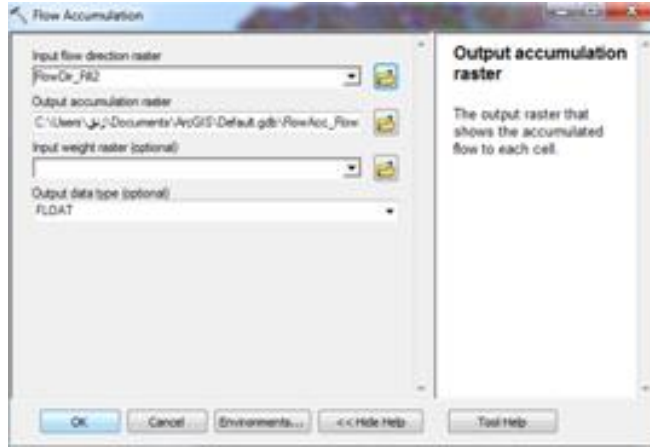 Flow Accumulation
Input flow direction raster
FlowDir_Fill2
Output accumulation raster
C:\Users\زينل\Documents\ArcGIS\Default.gdb\FlowAcc_Flow
Input weight raster (optional)
Output data type (optional)
FLOAT
OK
Cancel
Environments...
<< Hide Help
Output accumulation
raster
The output raster that
shows the accumulated
flow to each cell.
Tool Help